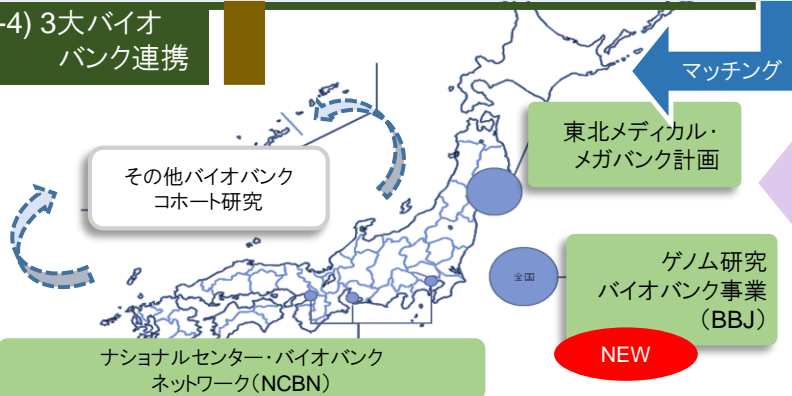 -4) 3大バイオ
バンク連携
マッチング
東北メディカル・
メガバンク計画
その他バイオバンク
コホート研究
全国
ゲノム研究
バイオバンク事業
（BBJ）
NEW
ナショナルセンター・バイオバンク
ネットワーク（NCBN）